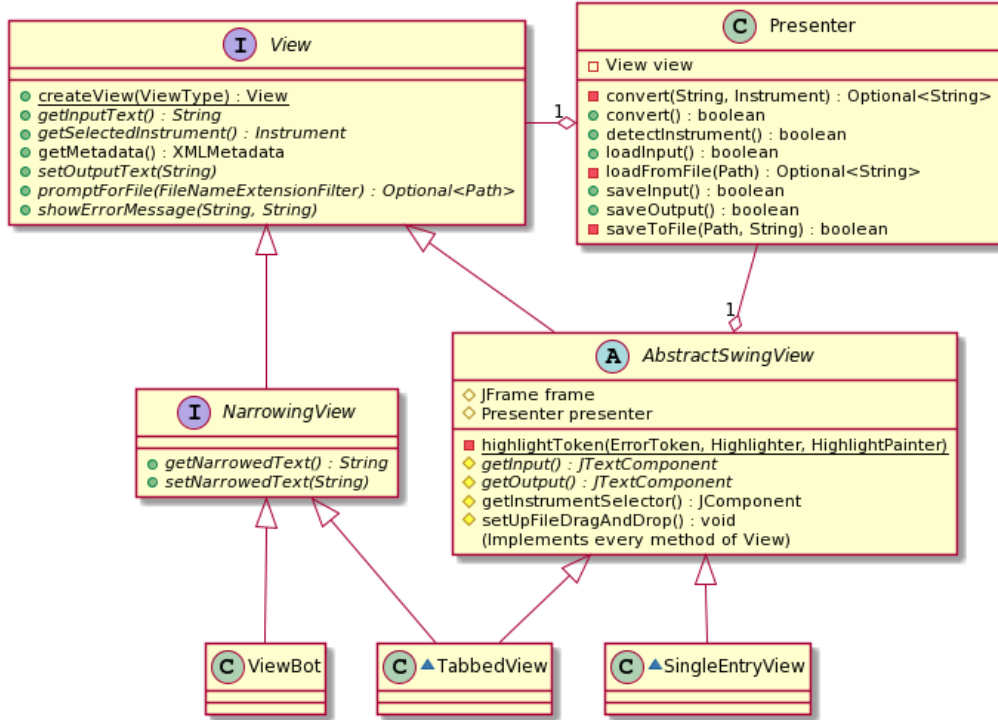 I View
createView(ViewType) : View
getInputText() : String
getSelectedInstrument() : Instrument
getMetadata() : XMLMetadata
setOutputText(String)
promptForFile(FileNameExtensionFilter) : Optional<Path>
showErrorMessage(String, String)
1
C Presenter
View view
convert(String, Instrument) : Optional<String>
convert() : boolean
detectInstrument() : boolean
loadInput() : boolean
loadFromFile(Path) : Optional<String>
saveInput() : boolean
saveOutput() : boolean
saveToFile(Path, String) : boolean
1
I NarrowingView
getNarrowedText() : String
setNarrowedText(String)
A AbstractSwingView
JFrame frame
Presenter presenter
highlightToken(ErrorToken, Highlighter, HighlightPainter)
getInput() : JTextComponent
getOutput() : JTextComponent
getInstrumentSelector() : JComponent
setUpFileDragAndDrop() : void
(Implements every method of View)
C ViewBot
C TabbedView
C SingleEntryView